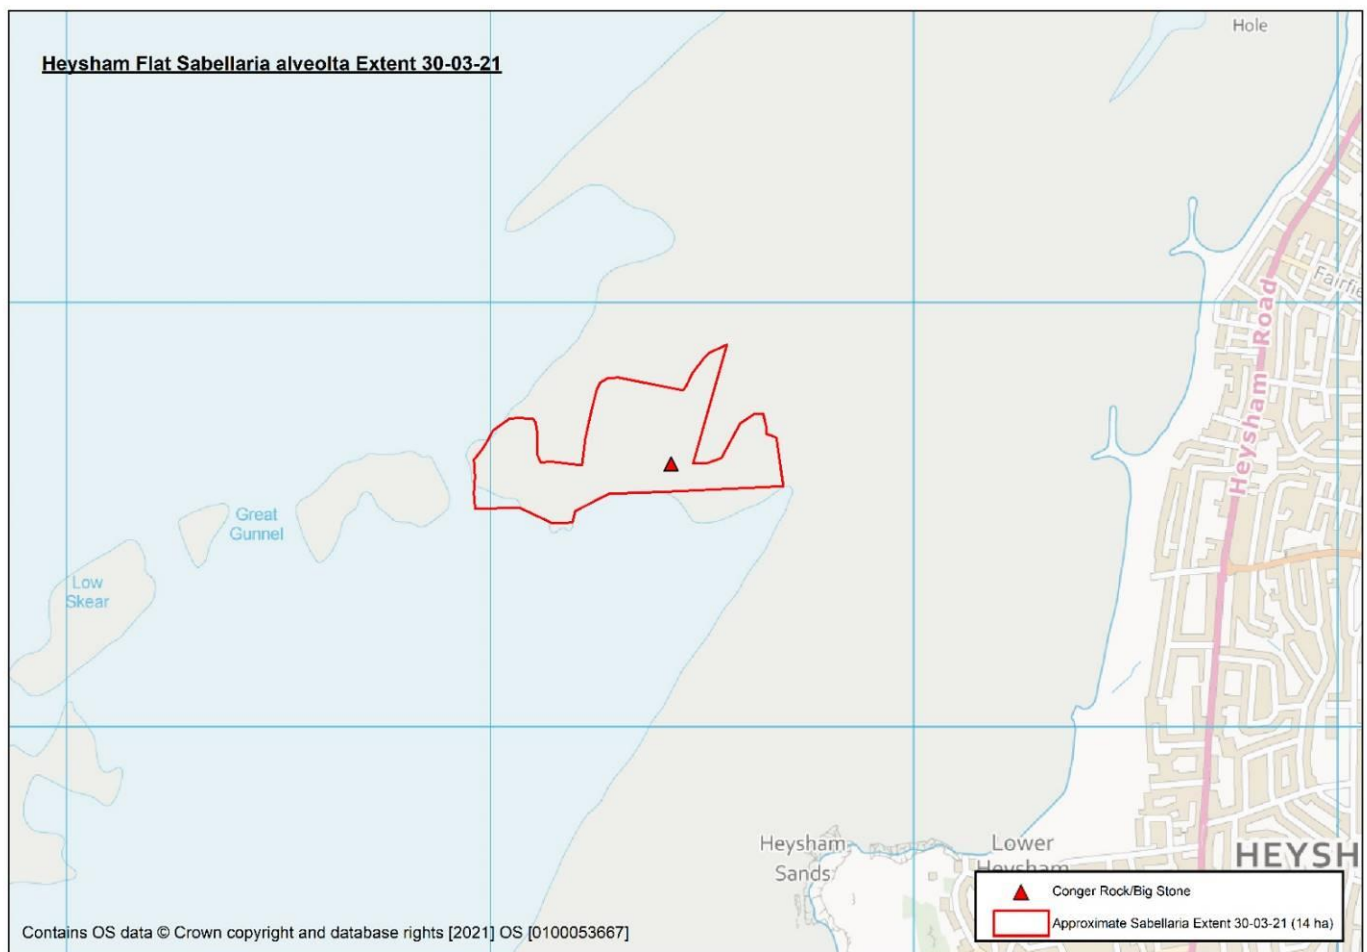 Heysham Flat Sabellaria alveolta Extent 30-03-21
Hole
Fairfie
Heysham Road
Great
Gunnel
Low
Skear
Heysham
Sands
Lower
Heysham
HEYSH
Conger Rock/Big Stone
Approximate Sabellaria Extent 30-03-21 (14 ha)
Contains OS data © Crown copyright and database rights [2021] OS [0100053667]